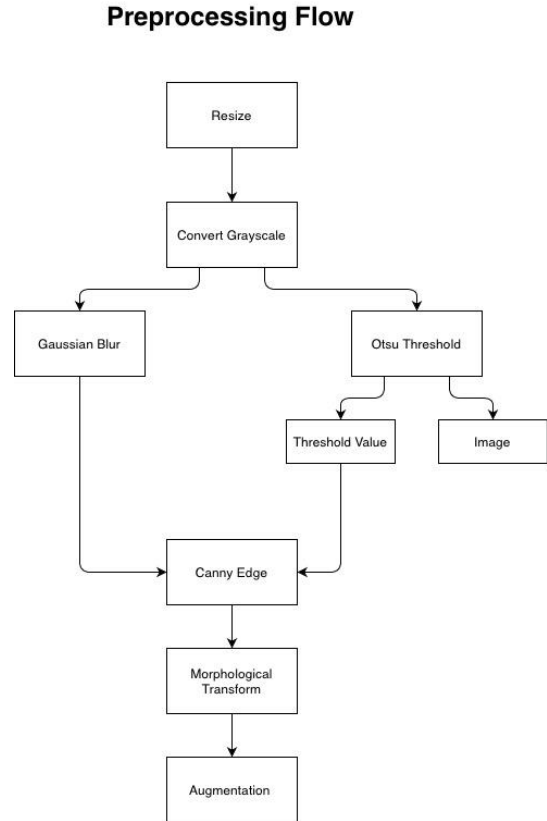 Preprocessing Flow
Resize
Convert Grayscale
Gaussian Blur
Otsu Threshold
Threshold Value
Image
Canny Edge
Morphological
Transform
Augmentation